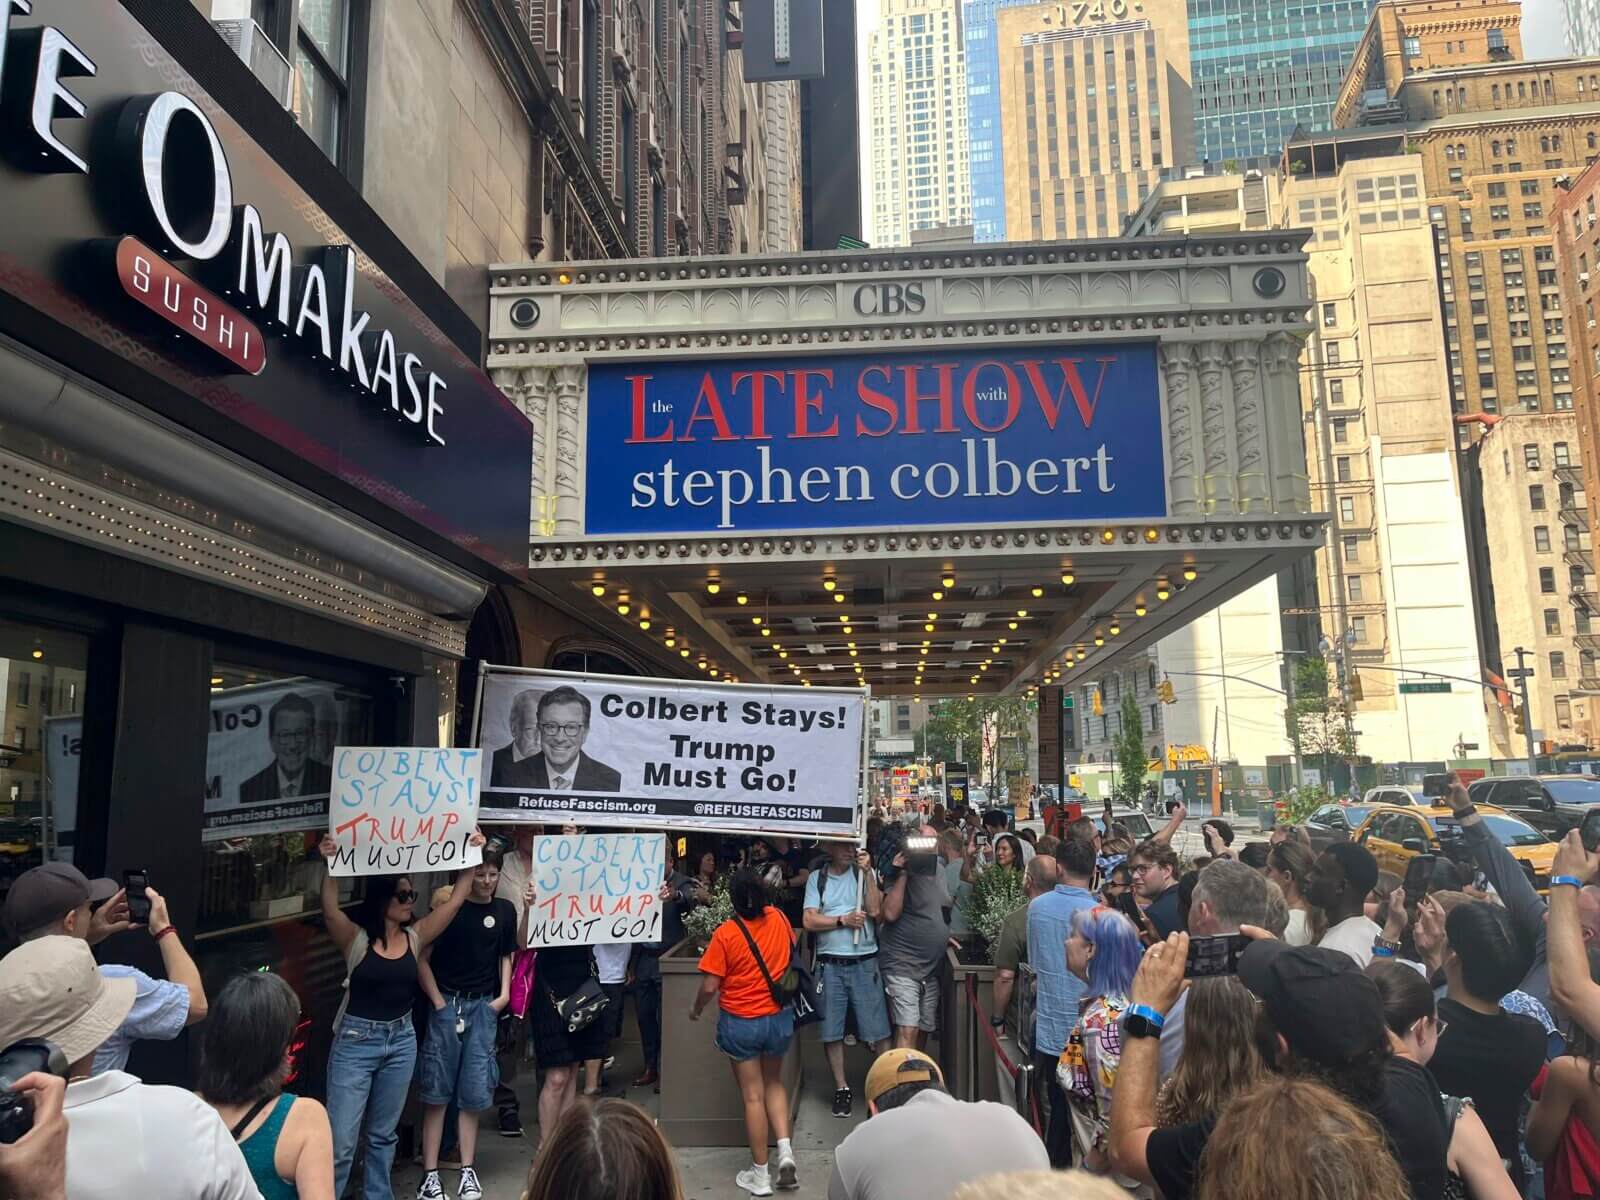 1740
OMAKASE
SUSHI
CBS
the LATE SHOW with
stephen colbert
Colbert Stays!
Trump
Must Go!
RefuseFascism.org @REFUSEFASCISM
COLBERT
STAYS!
TRUMP
MUST GO!
COLBERT
STAYS!
TRUMP
MUST GO!